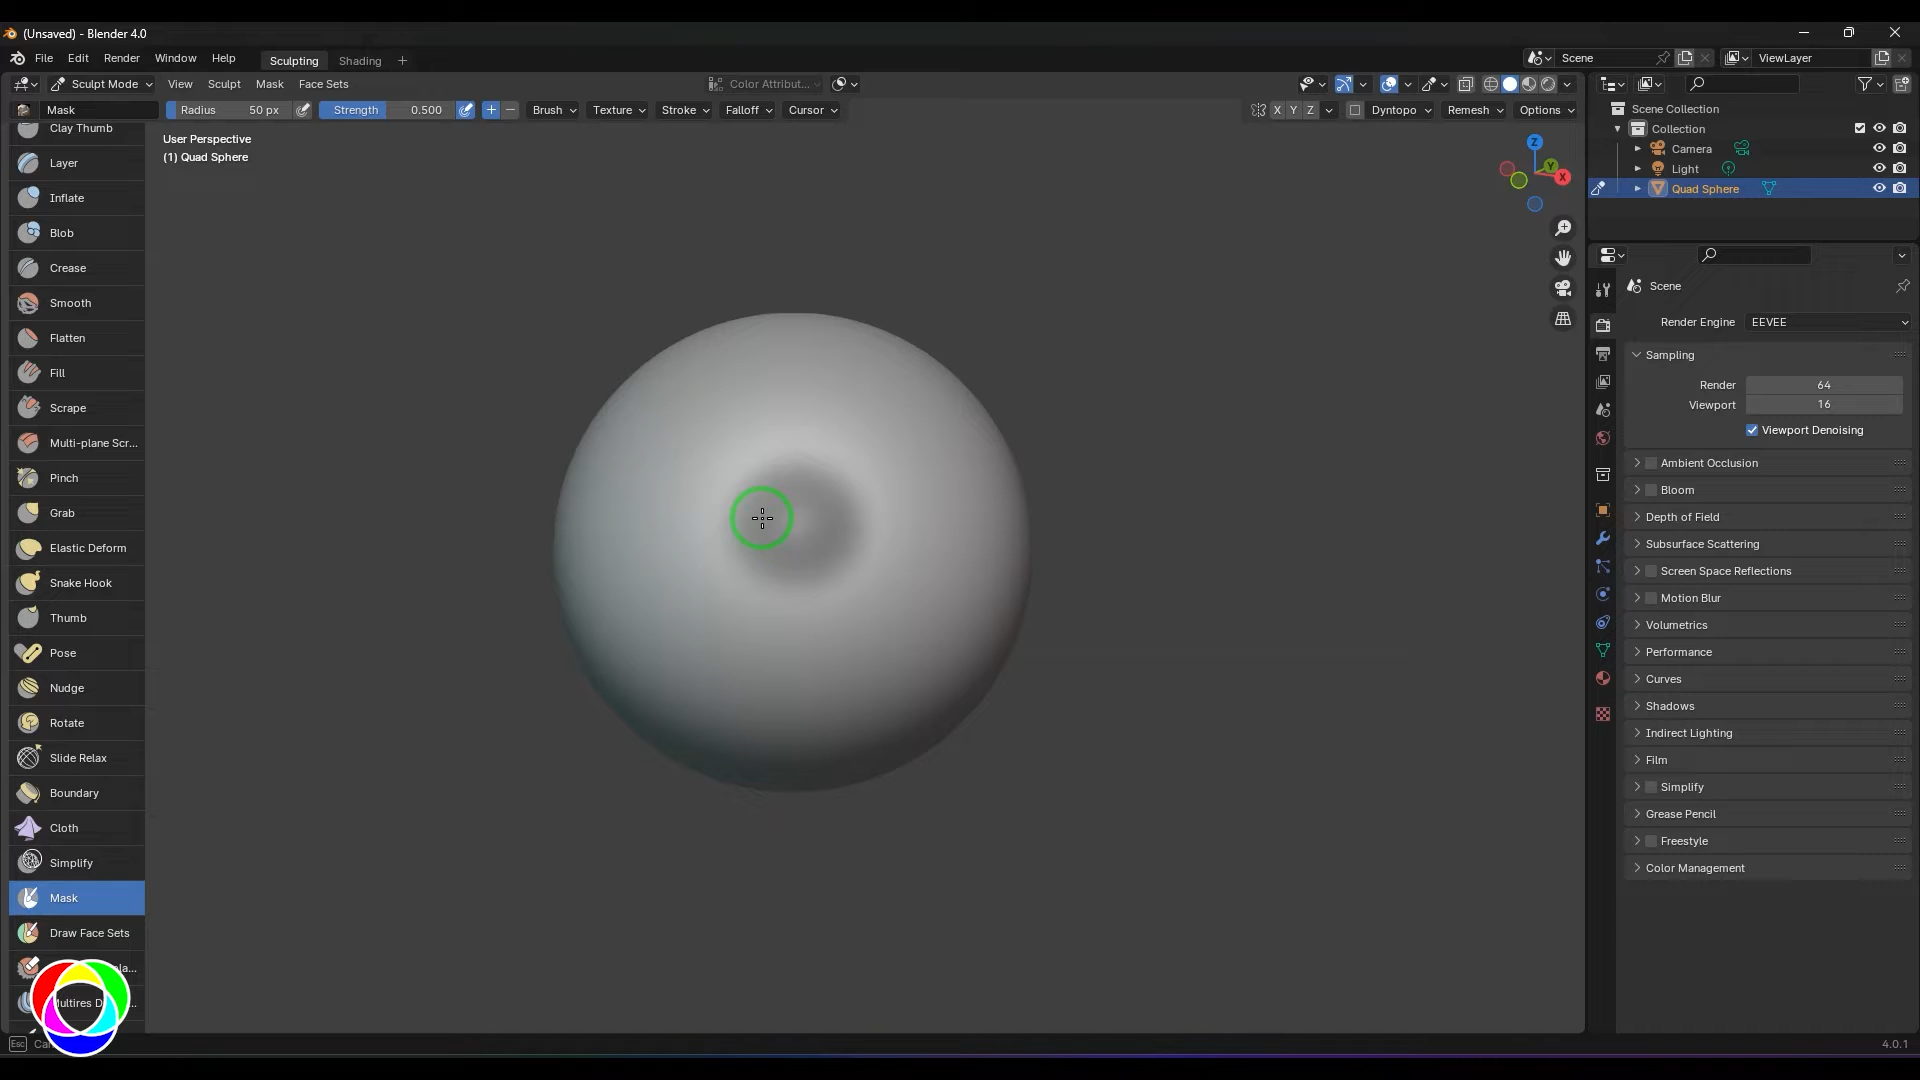 (Unsaved) - Blender 4.0
File Edit Render Window Help Sculpting Shading + Scene ViewLayer
Sculpt Mode View Sculpt Mask Face Sets Color Attribut...
Mask Radius 50 px Strength 0.500 + − Brush Texture Stroke Falloff Cursor X Y Z Dyntopo Remesh Options
Clay Thumb
Layer
Inflate
Blob
Crease
Smooth
Flatten
Fill
Scrape
Multi-plane Scr...
Pinch
Grab
Elastic Deform
Snake Hook
Thumb
Pose
Nudge
Rotate
Slide Relax
Boundary
Cloth
Simplify
Mask
Draw Face Sets
User Perspective
(1) Quad Sphere
Z
Y
X
Scene Collection
Collection
Camera
Light
Quad Sphere
Scene
Render Engine EEVEE
Sampling
Render 64
Viewport 16
Viewport Denoising
Ambient Occlusion
Bloom
Depth of Field
Subsurface Scattering
Screen Space Reflections
Motion Blur
Volumetrics
Performance
Curves
Shadows
Indirect Lighting
Film
Simplify
Grease Pencil
Freestyle
Color Management
Esc
4.0.1